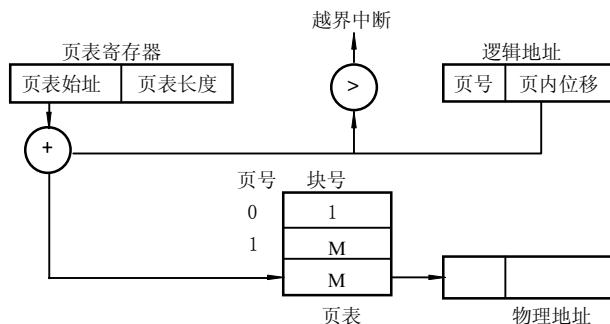 越界中断
页表寄存器
逻辑地址
页表始址 页表长度
>
页号 页内位移
+
页号 块号
0 1
1 M
M
页表
物理地址